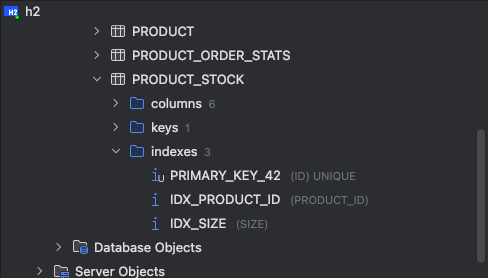 H2 h2
PRODUCT
PRODUCT_ORDER_STATS
PRODUCT_STOCK
columns 6
keys 1
indexes 3
iU PRIMARY_KEY_42 (ID) UNIQUE
i IDX_PRODUCT_ID (PRODUCT_ID)
i IDX_SIZE (SIZE)
Database Objects
Server Objects